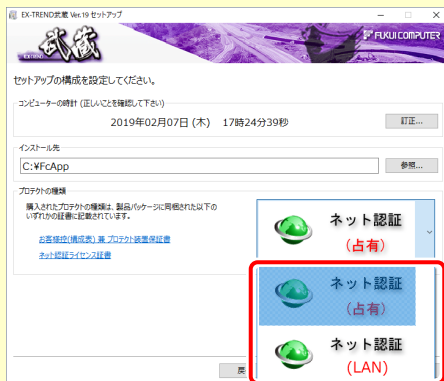 EX-TREND武蔵 Ver.19 セットアップ
EX-TREND 武蔵
FUKUI COMPUTER
セットアップの構成を設定してください。
コンピューターの時計 (正しいことを確認して下さい)
2019年02月07日 (木) 17時24分39秒
訂正...
インストール先
C:¥FcApp
参照...
プロテクトの種類
購入されたプロテクトの種類は、製品パッケージに同梱された以下の
いずれかの証書に記載されています。
お客様控(構成表) 兼 プロテクト装置保証書
ネット認証ライセンス証書
ネット認証
(占有)
ネット認証
(占有)
ネット認証
(LAN)
戻